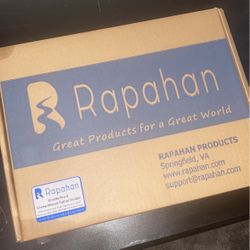 Rapahan
Great Products for a Great World
RAPAHAN PRODUCTS
Springfield, VA
www.rapahan.com
support@rapahan.com
Rapahan